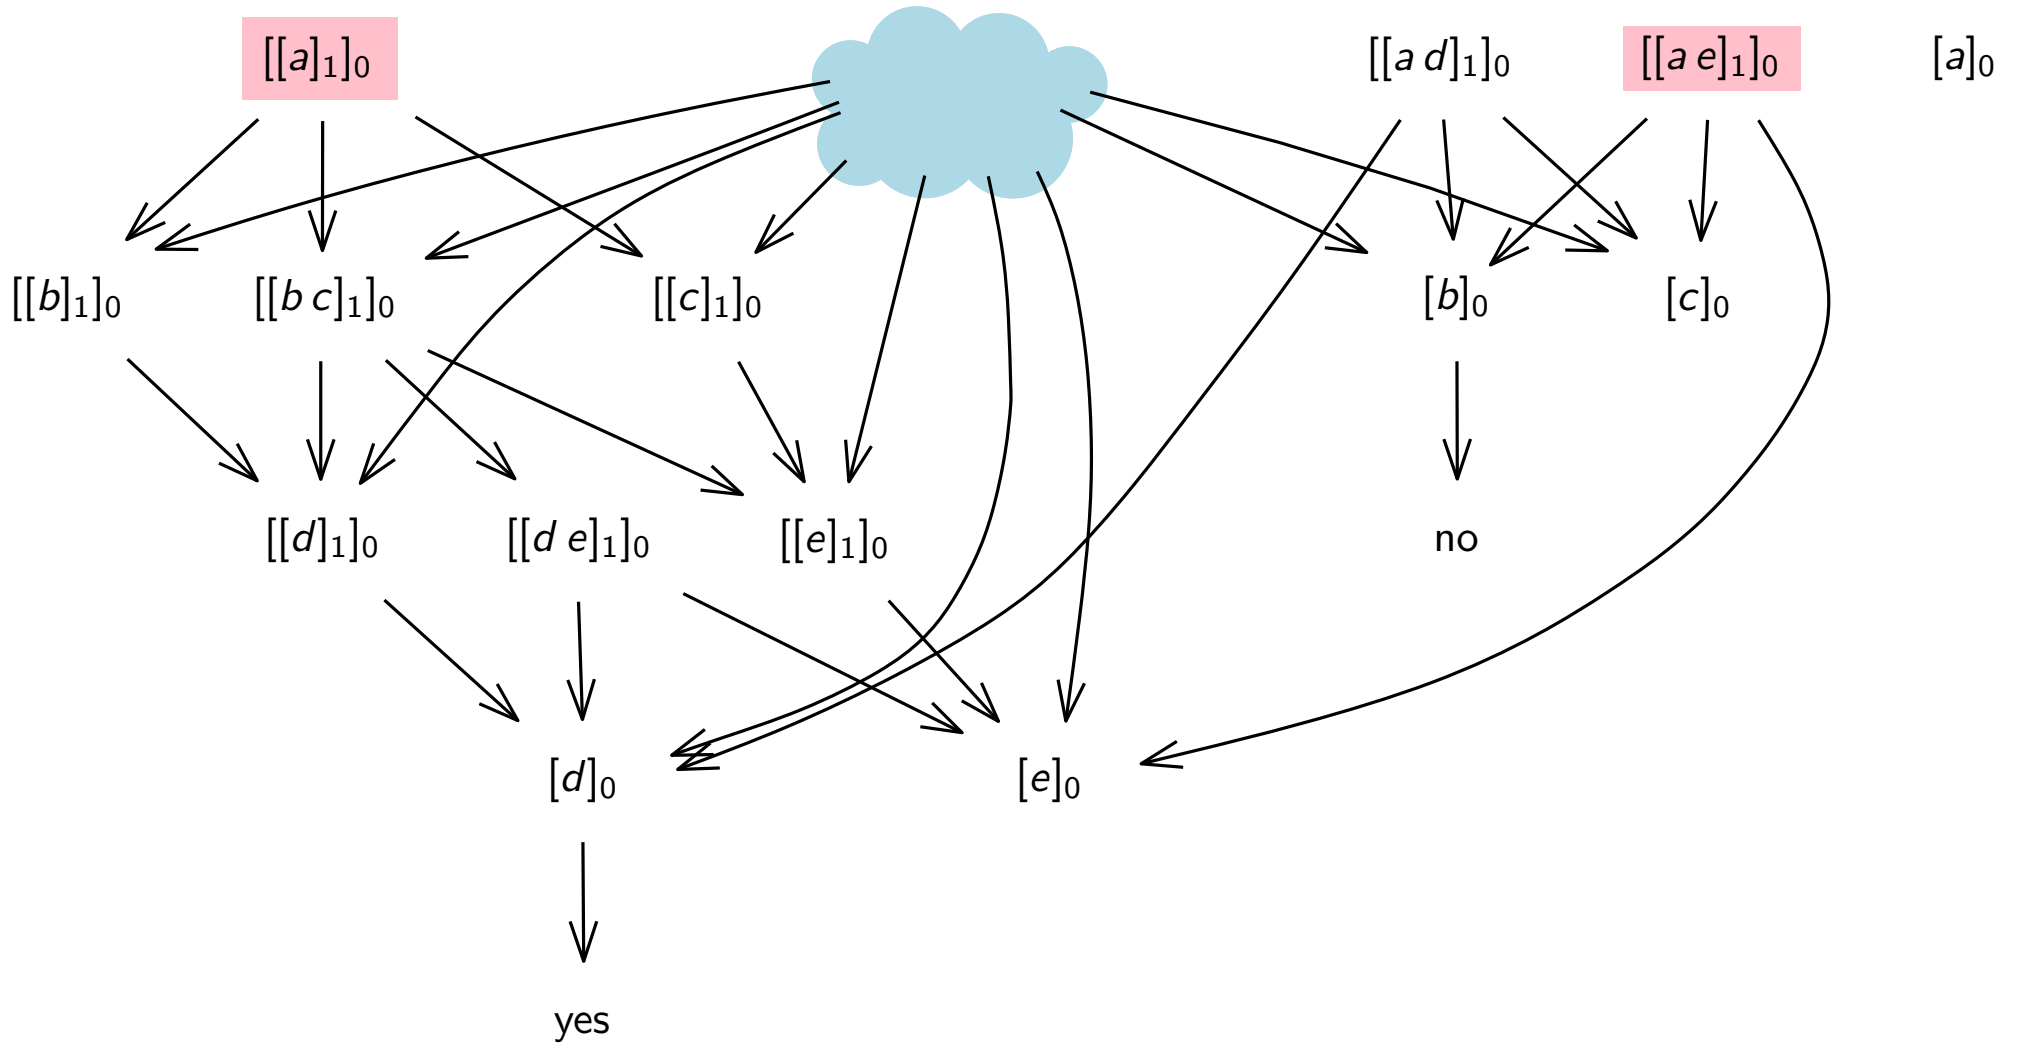 [[a]₁]₀ [[a d]₁]₀ [[a e]₁]₀ [a]₀
[[b]₁]₀ [[b c]₁]₀ [[c]₁]₀ [b]₀ [c]₀
[[d]₁]₀ [[d e]₁]₀ [[e]₁]₀ no
[d]₀ [e]₀
yes